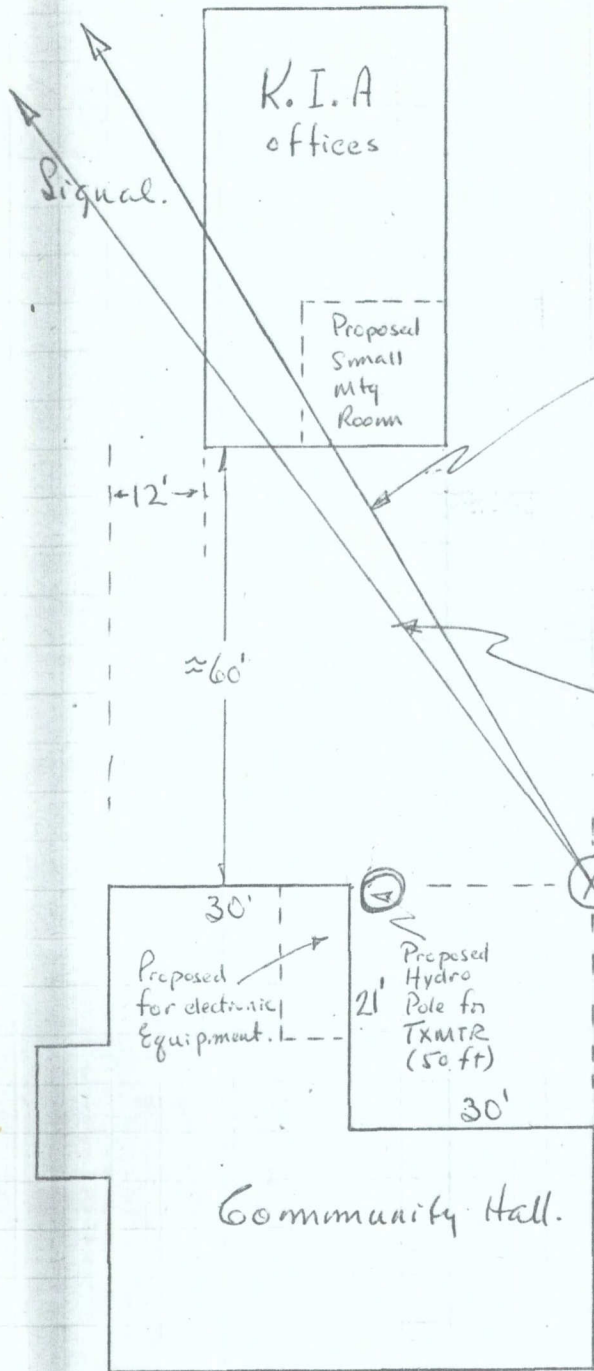 K. I. A
offices
Signal.
Proposed
Small
Mtg
Room
12'
≈60'
30'
Proposed
for electronic
Equipment.
21'
Proposed
Hydro
Pole for
TXMTR
(50 ft)
30'
Community Hall.